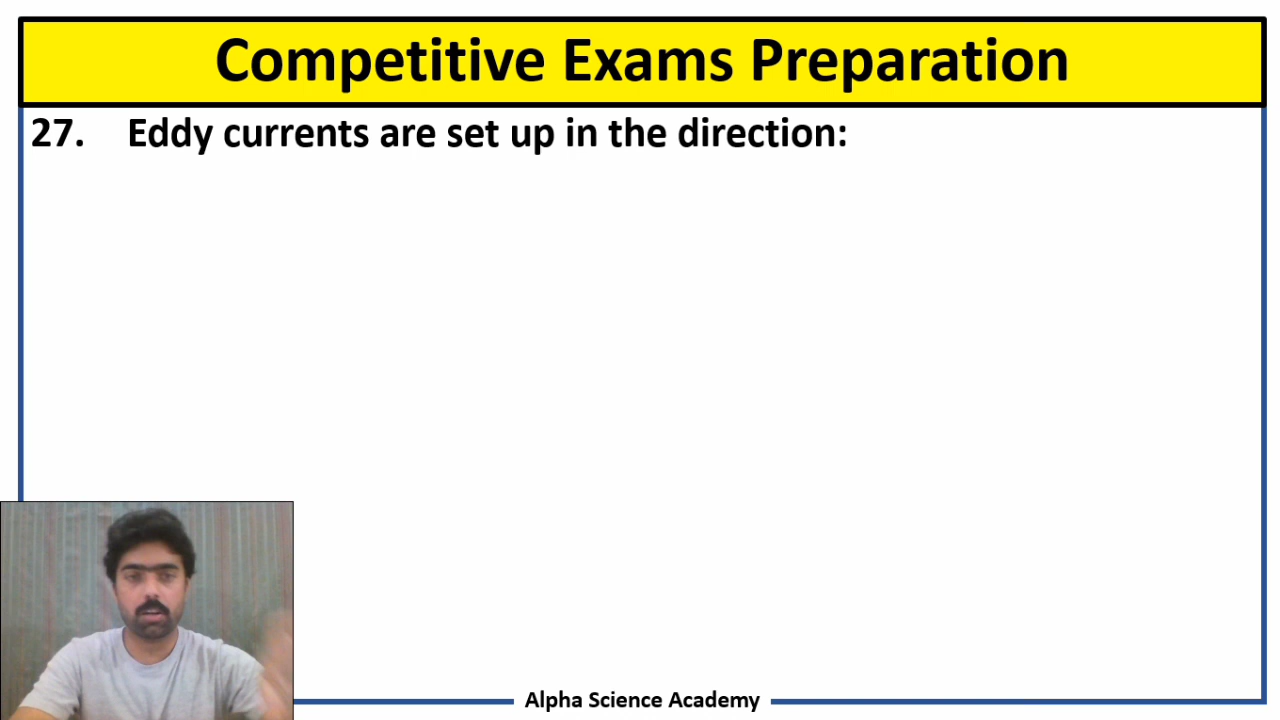 Competitive Exams Preparation
27. Eddy currents are set up in the direction:
Alpha Science Academy